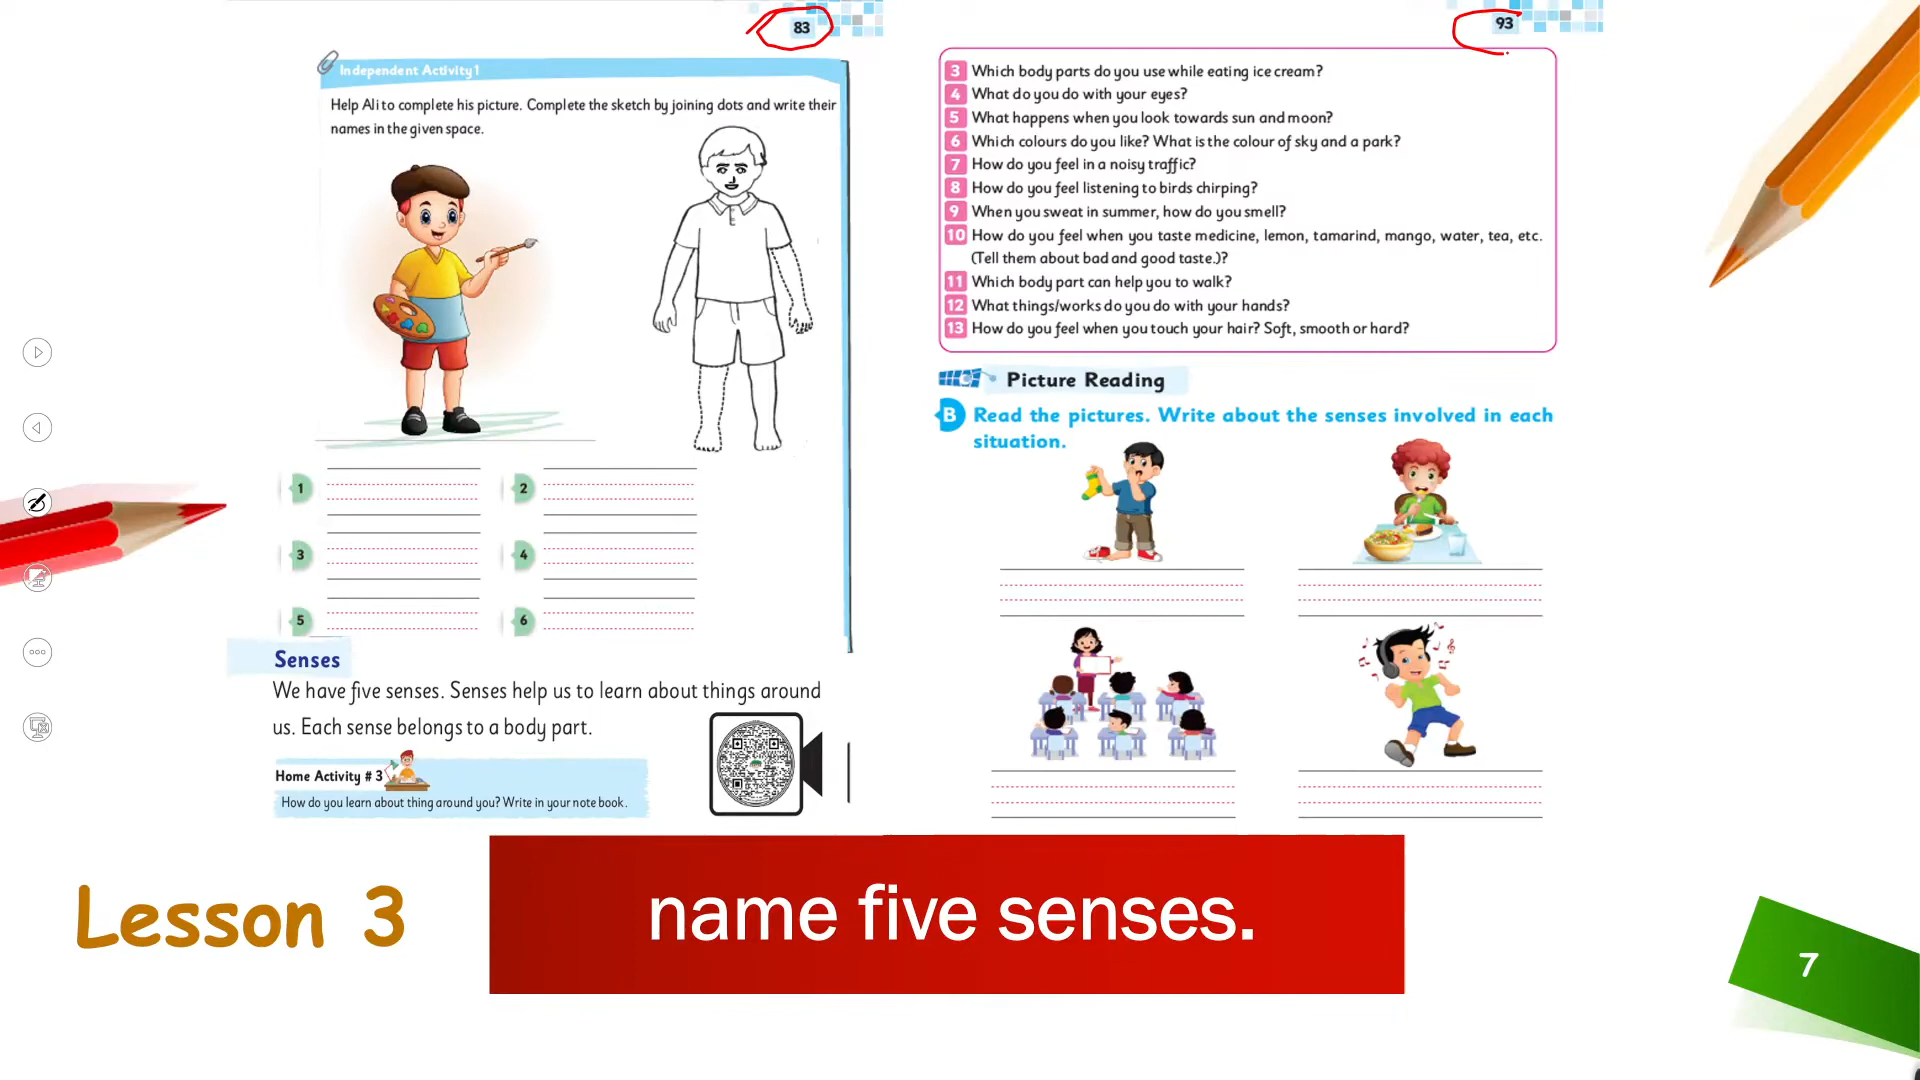 83
Independent Activity 1
Help Ali to complete his picture. Complete the sketch by joining dots and write their
names in the given space.
1
2
3
4
5
6
Senses
We have five senses. Senses help us to learn about things around
us. Each sense belongs to a body part.
Home Activity # 3
How do you learn about thing around you? Write in your note book.
93
3 Which body parts do you use while eating ice cream?
4 What do you do with your eyes?
5 What happens when you look towards sun and moon?
6 Which colours do you like? What is the colour of sky and a park?
7 How do you feel in a noisy traffic?
8 How do you feel listening to birds chirping?
9 When you sweat in summer, how do you smell?
10 How do you feel when you taste medicine, lemon, tamarind, mango, water, tea, etc.
(Tell them about bad and good taste.)?
11 Which body part can help you to walk?
12 What things/works do you do with your hands?
13 How do you feel when you touch your hair? Soft, smooth or hard?
Picture Reading
B Read the pictures. Write about the senses involved in each
situation.
Lesson 3
name five senses.
7